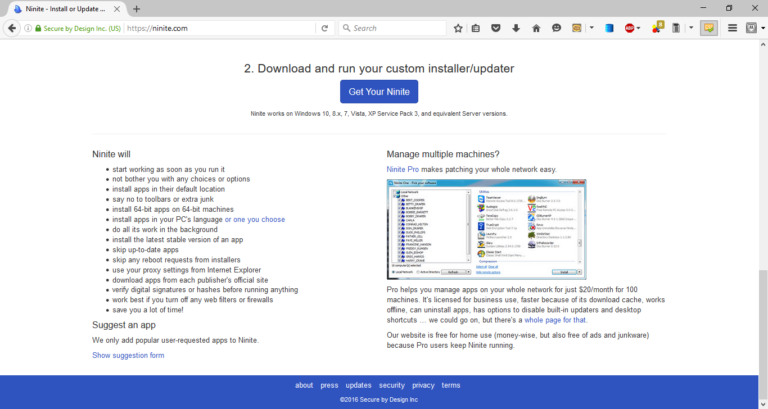 Ninite - Install or Update ...
Secure by Design Inc. (US)
https://ninite.com
Search
2. Download and run your custom installer/updater
Get Your Ninite
Ninite works on Windows 10, 8.x, 7, Vista, XP Service Pack 3, and equivalent Server versions.
Ninite will
start working as soon as you run it
not bother you with any choices or options
install apps in their default location
say no to toolbars or extra junk
install 64-bit apps on 64-bit machines
install apps in your PC's language or one you choose
do all its work in the background
install the latest stable version of an app
skip up-to-date apps
skip any reboot requests from installers
use your proxy settings from Internet Explorer
download apps from each publisher's official site
verify digital signatures or hashes before running anything
work best if you turn off any web filters or firewalls
save you a lot of time!
Suggest an app
We only add popular user-requested apps to Ninite.
Show suggestion form
Manage multiple machines?
Ninite Pro makes patching your whole network easy.
Pro helps you manage apps on your whole network for just $20/month for 100
machines. It's licensed for business use, faster because of its download cache, works
offline, can uninstall apps, has options to disable built-in updaters and desktop
shortcuts ... we could go on, but there's a whole page for that.
Our website is free for home use (money-wise, but also free of ads and junkware)
because Pro users keep Ninite running.
about press updates security privacy terms
©2016 Secure by Design Inc